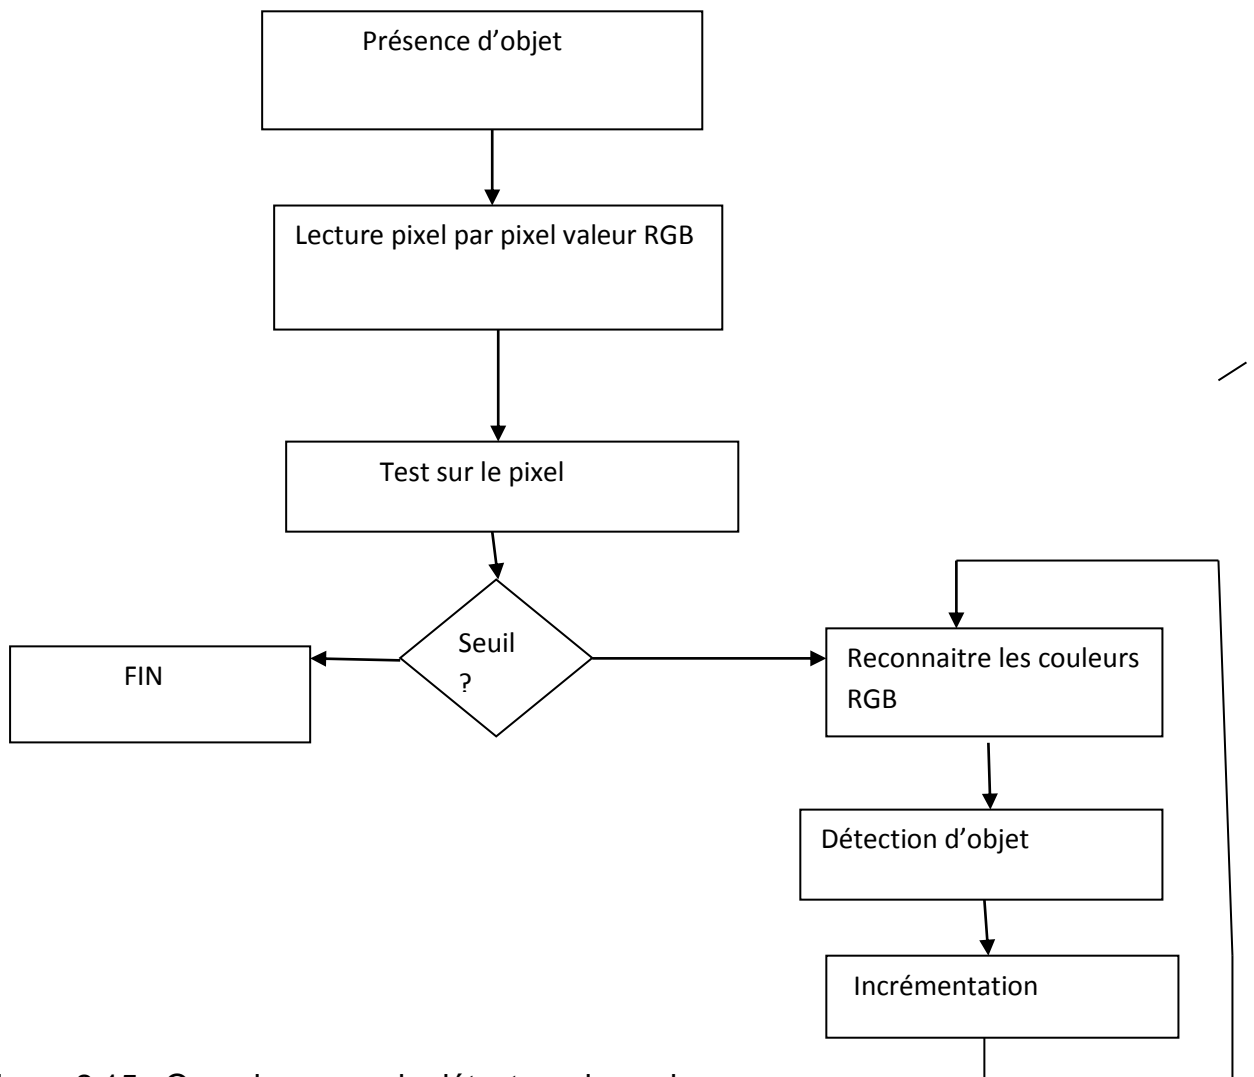 Présence d’objet
Lecture pixel par pixel valeur RGB
Test sur le pixel
Seuil
?
FIN
Reconnaitre les couleurs
RGB
Détection d’objet
Incrémentation